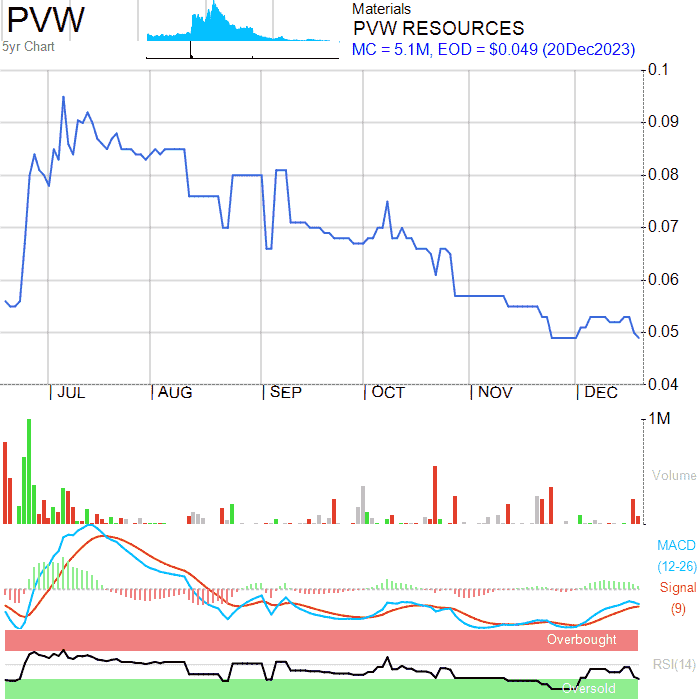 PVW
5yr Chart
Materials
PVW RESOURCES
MC = 5.1M, EOD = $0.049 (20Dec2023)
0.1
0.09
0.08
0.07
0.06
0.05
0.04
JUL AUG SEP OCT NOV DEC
1M
Volume
MACD
(12-26)
Signal
(9)
Overbought
RSI(14)
Oversold